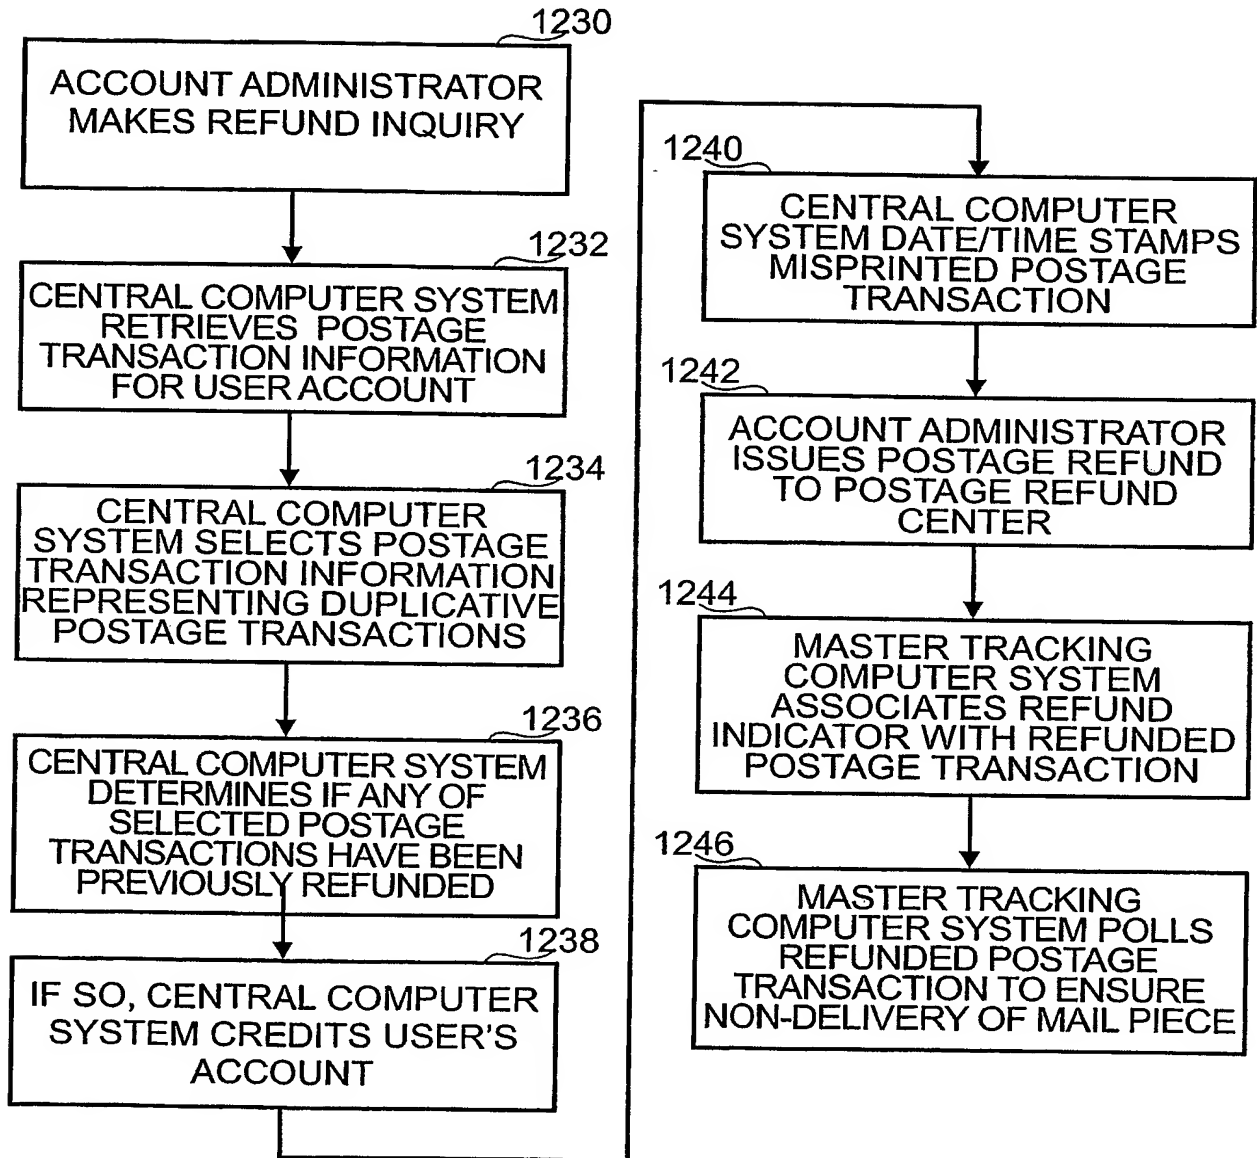 1230
ACCOUNT ADMINISTRATOR
MAKES REFUND INQUIRY
1232
CENTRAL COMPUTER SYSTEM
RETRIEVES POSTAGE
TRANSACTION INFORMATION
FOR USER ACCOUNT
1234
CENTRAL COMPUTER
SYSTEM SELECTS POSTAGE
TRANSACTION INFORMATION
REPRESENTING DUPLICATIVE
POSTAGE TRANSACTIONS
1236
CENTRAL COMPUTER SYSTEM
DETERMINES IF ANY OF
SELECTED POSTAGE
TRANSACTIONS HAVE BEEN
PREVIOUSLY REFUNDED
1238
IF SO, CENTRAL COMPUTER
SYSTEM CREDITS USER'S
ACCOUNT
1240
CENTRAL COMPUTER
SYSTEM DATE/TIME STAMPS
MISPRINTED POSTAGE
TRANSACTION
1242
ACCOUNT ADMINISTRATOR
ISSUES POSTAGE REFUND
TO POSTAGE REFUND
CENTER
1244
MASTER TRACKING
COMPUTER SYSTEM
ASSOCIATES REFUND
INDICATOR WITH REFUNDED
POSTAGE TRANSACTION
1246
MASTER TRACKING
COMPUTER SYSTEM POLLS
REFUNDED POSTAGE
TRANSACTION TO ENSURE
NON-DELIVERY OF MAIL PIECE